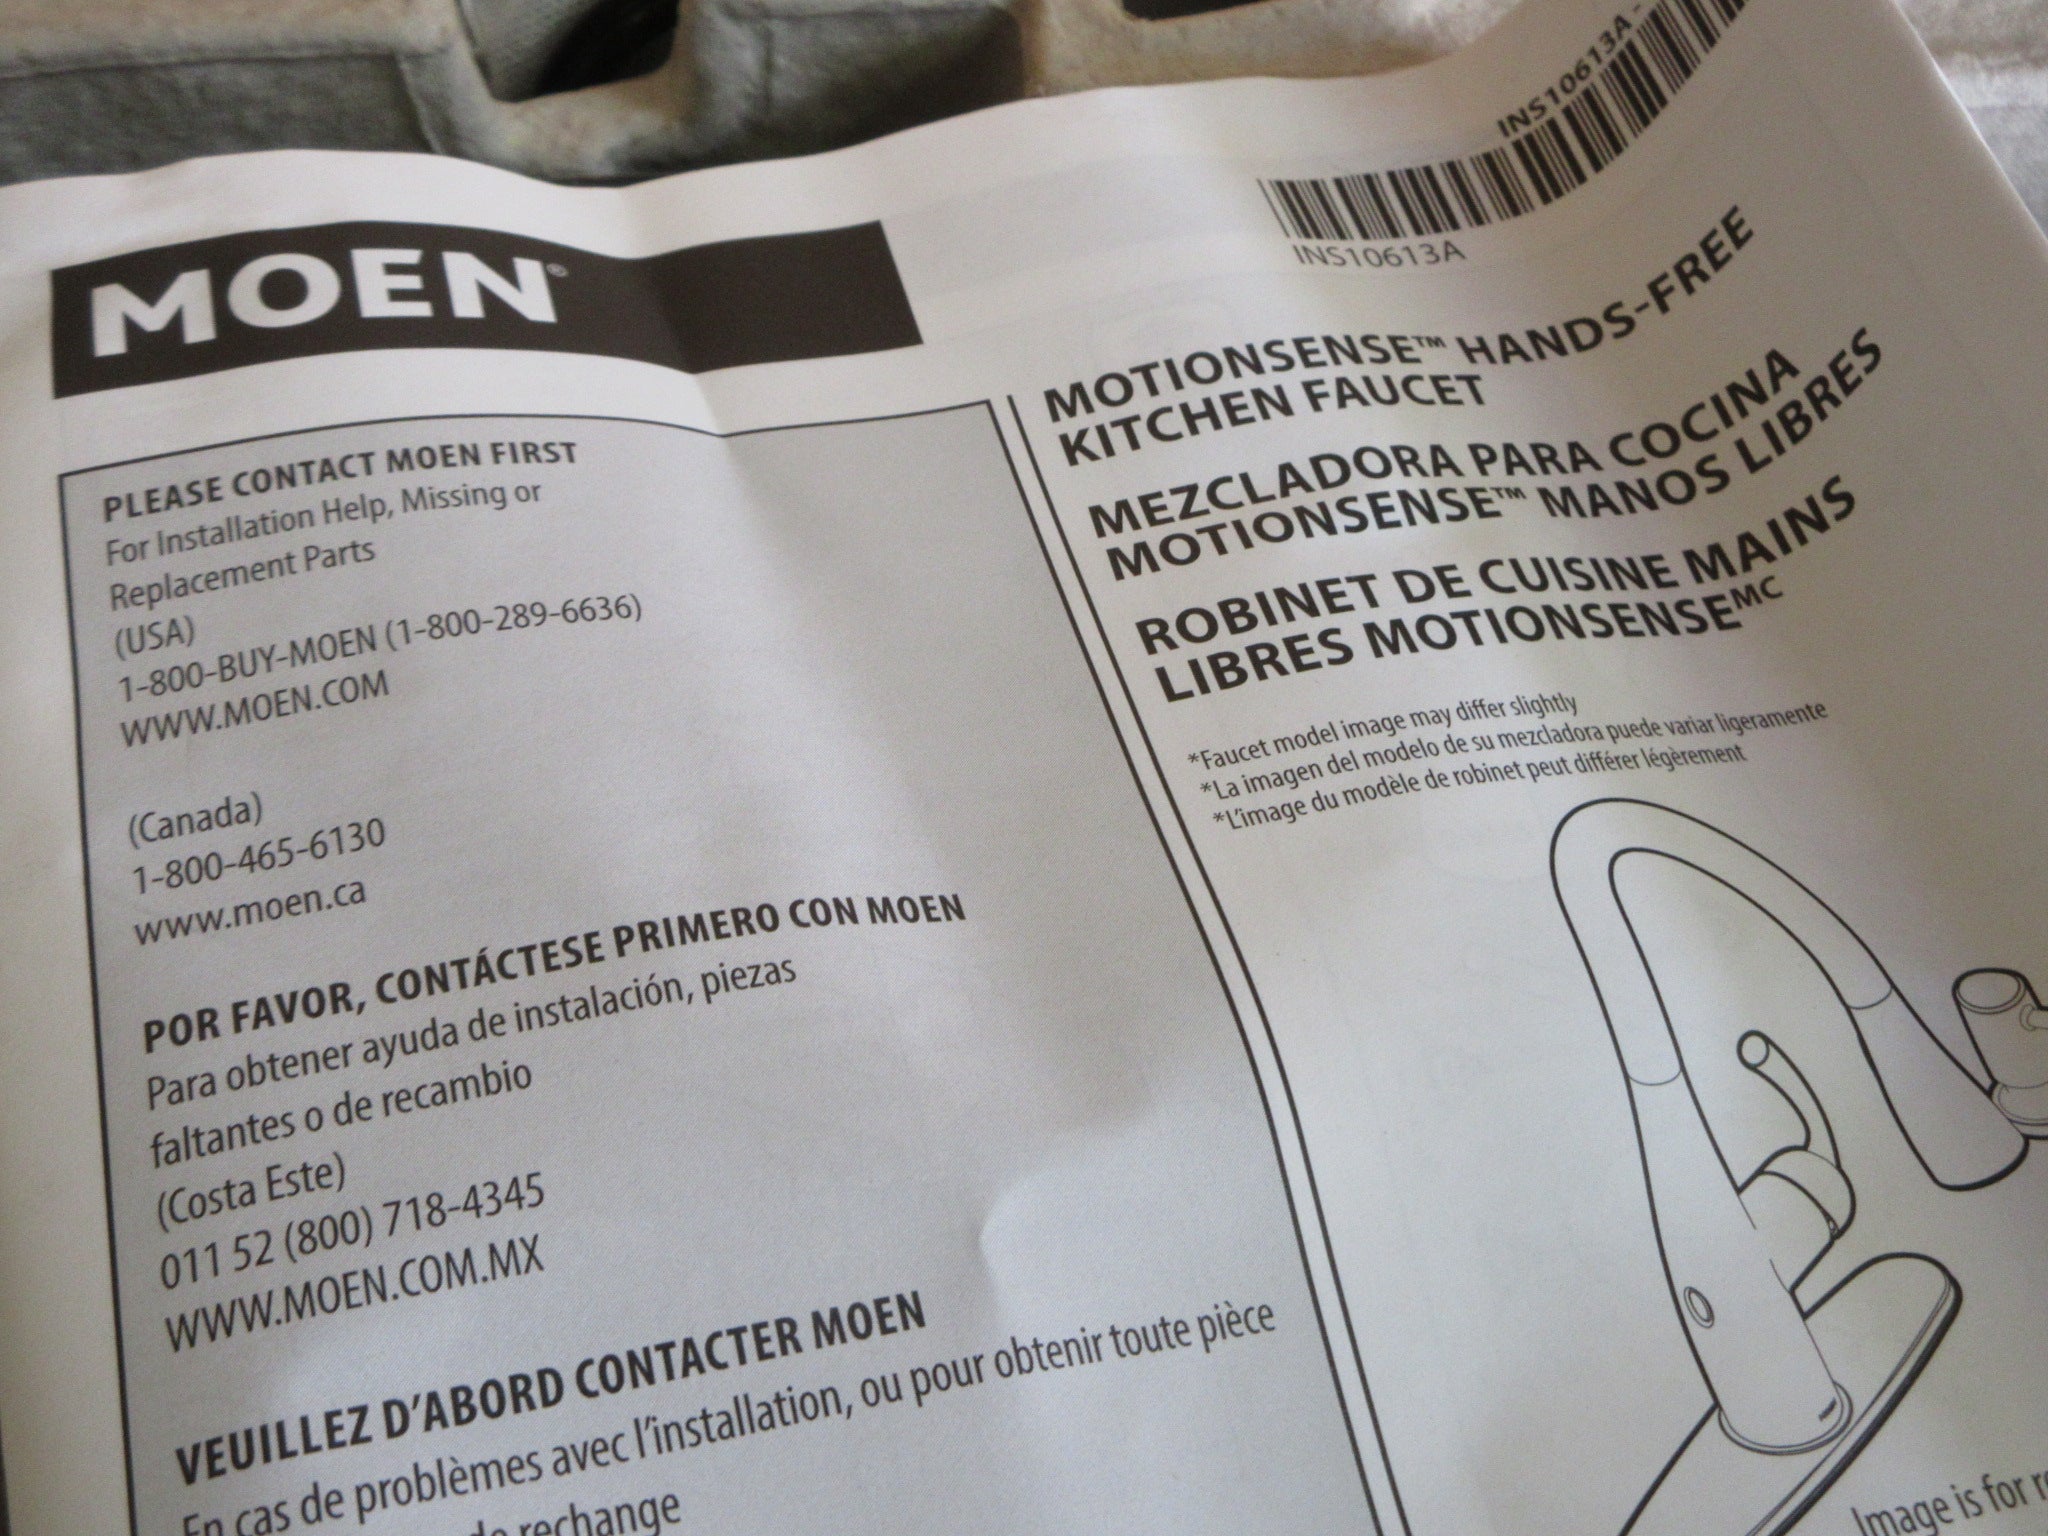 MOEN®
PLEASE CONTACT MOEN FIRST
For Installation Help, Missing or
Replacement Parts
(USA)
1-800-BUY-MOEN (1-800-289-6636)
WWW.MOEN.COM
(Canada)
1-800-465-6130
www.moen.ca
POR FAVOR, CONTÁCTESE PRIMERO CON MOEN
Para obtener ayuda de instalación, piezas
faltantes o de recambio
(Costa Este)
011 52 (800) 718-4345
WWW.MOEN.COM.MX
VEUILLEZ D'ABORD CONTACTER MOEN
En cas de problèmes avec l'installation, ou pour obtenir toute pièce
de rechange
INS10613A -
INS10613A
MOTIONSENSE™ HANDS-FREE
KITCHEN FAUCET
MEZCLADORA PARA COCINA
MOTIONSENSE™ MANOS LIBRES
ROBINET DE CUISINE MAINS
LIBRES MOTIONSENSEᴹᶜ
*Faucet model image may differ slightly
*La imagen del modelo de su mezcladora puede variar ligeramente
*L'image du modèle de robinet peut différer légèrement
Image is for